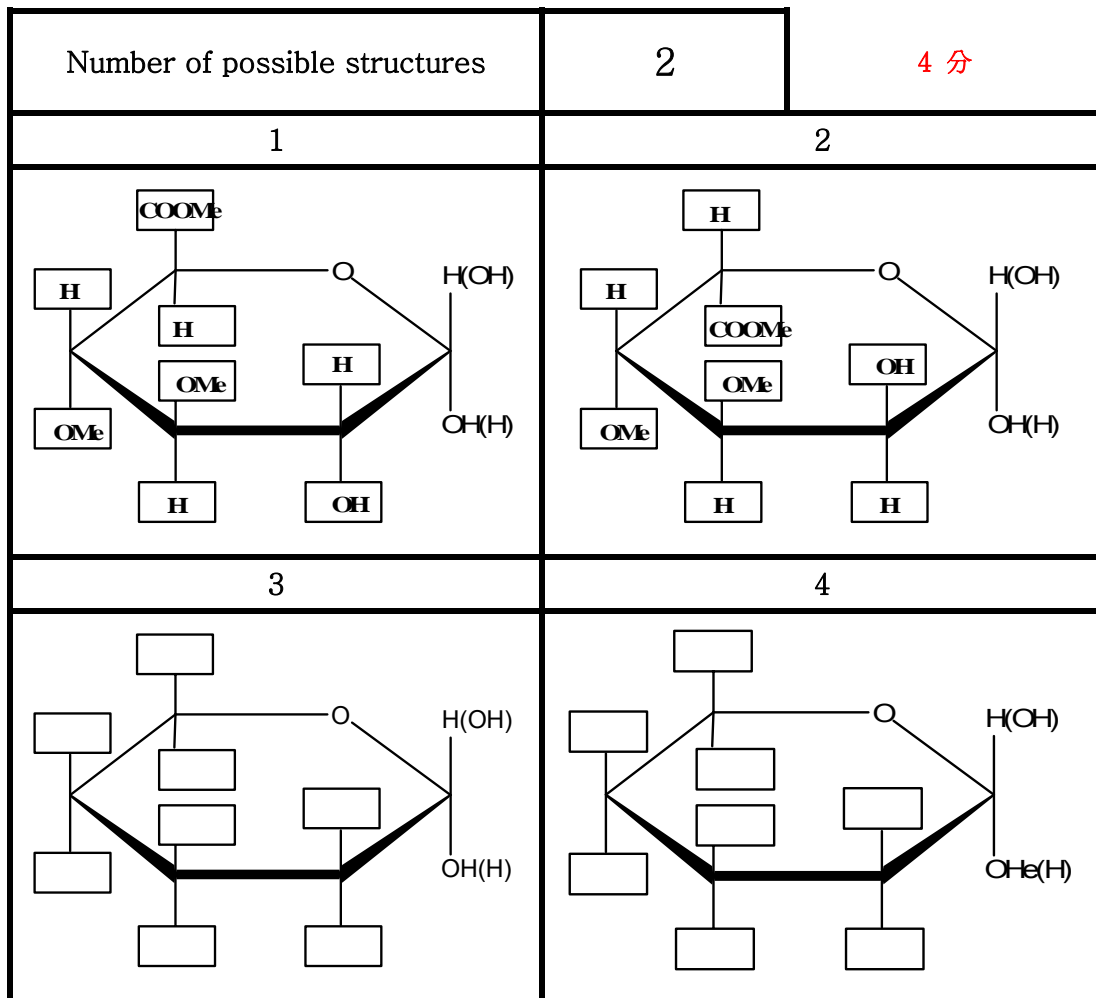 Number of possible structures 2 4 分
1 2
COOMe
O
H(OH)
H
H
H
OMe
OMe
OH(H)
H
OH
H
O
H(OH)
H
COOMe
OH
OMe
OMe
OH(H)
H
H
3 4
O
H(OH)
OH(H)
O
H(OH)
OHe(H)